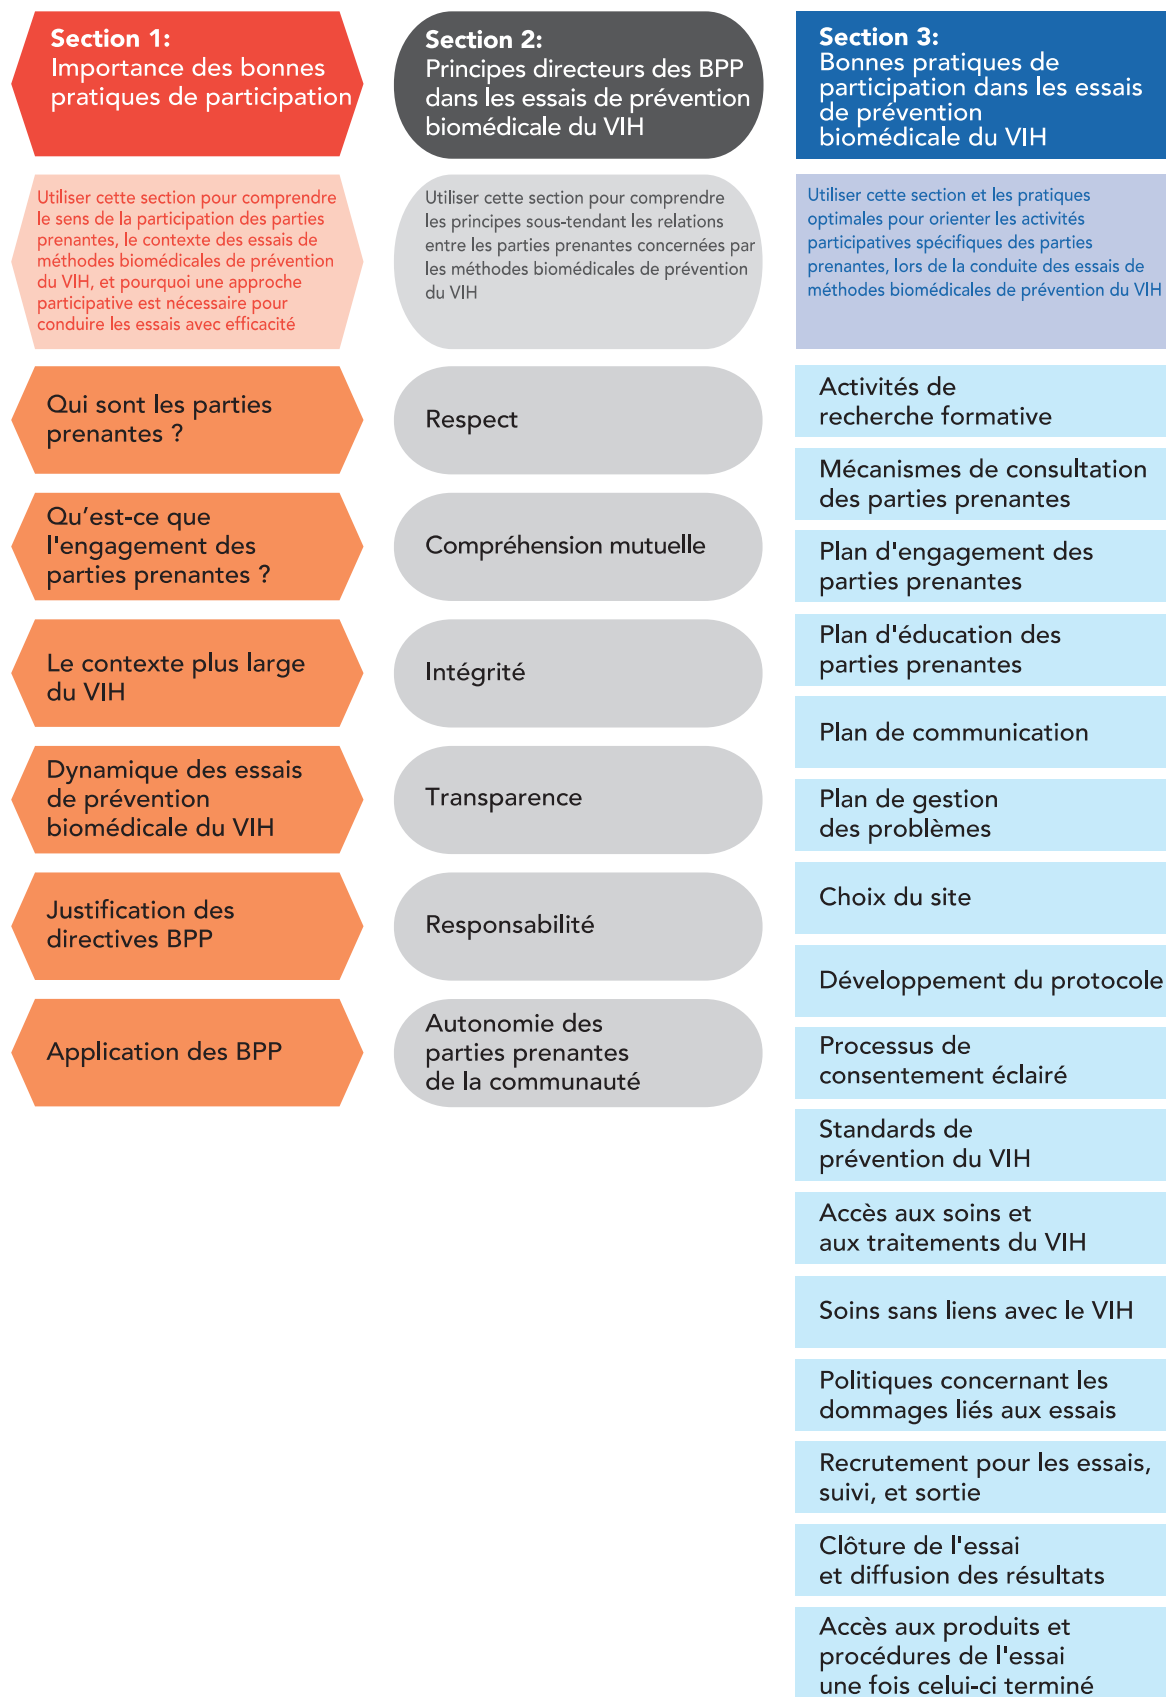 Section 1:
Importance des bonnes
pratiques de participation
Utiliser cette section pour comprendre
le sens de la participation des parties
prenantes, le contexte des essais de
méthodes biomédicales de prévention
du VIH, et pourquoi une approche
participative est nécessaire pour
conduire les essais avec efficacité
Qui sont les parties
prenantes ?
Qu’est-ce que
l'engagement des
parties prenantes ?
Le contexte plus large
du VIH
Dynamique des essais
de prévention
biomédicale du VIH
Justification des
directives BPP
Application des BPP
Section 2:
Principes directeurs des BPP
dans les essais de prévention
biomédicale du VIH
Utiliser cette section pour comprendre
les principes sous-tendant les relations
entre les parties prenantes concernées par
les méthodes biomédicales de prévention
du VIH
Respect
Compréhension mutuelle
Intégrité
Transparence
Responsabilité
Autonomie des
parties prenantes
de la communauté
Section 3:
Bonnes pratiques de
participation dans les essais
de prévention
biomédicale du VIH
Utiliser cette section et les pratiques
optimales pour orienter les activités
participatives spécifiques des parties
prenantes, lors de la conduite des essais de
méthodes biomédicales de prévention du VIH
Activités de
recherche formative
Mécanismes de consultation
des parties prenantes
Plan d'engagement des
parties prenantes
Plan d'éducation des
parties prenantes
Plan de communication
Plan de gestion
des problèmes
Choix du site
Développement du protocole
Processus de
consentement éclairé
Standards de
prévention du VIH
Accès aux soins et
aux traitements du VIH
Soins sans liens avec le VIH
Politiques concernant les
dommages liés aux essais
Recrutement pour les essais,
suivi, et sortie
Clôture de l'essai
et diffusion des résultats
Accès aux produits et
procédures de l'essai
une fois celui-ci terminé